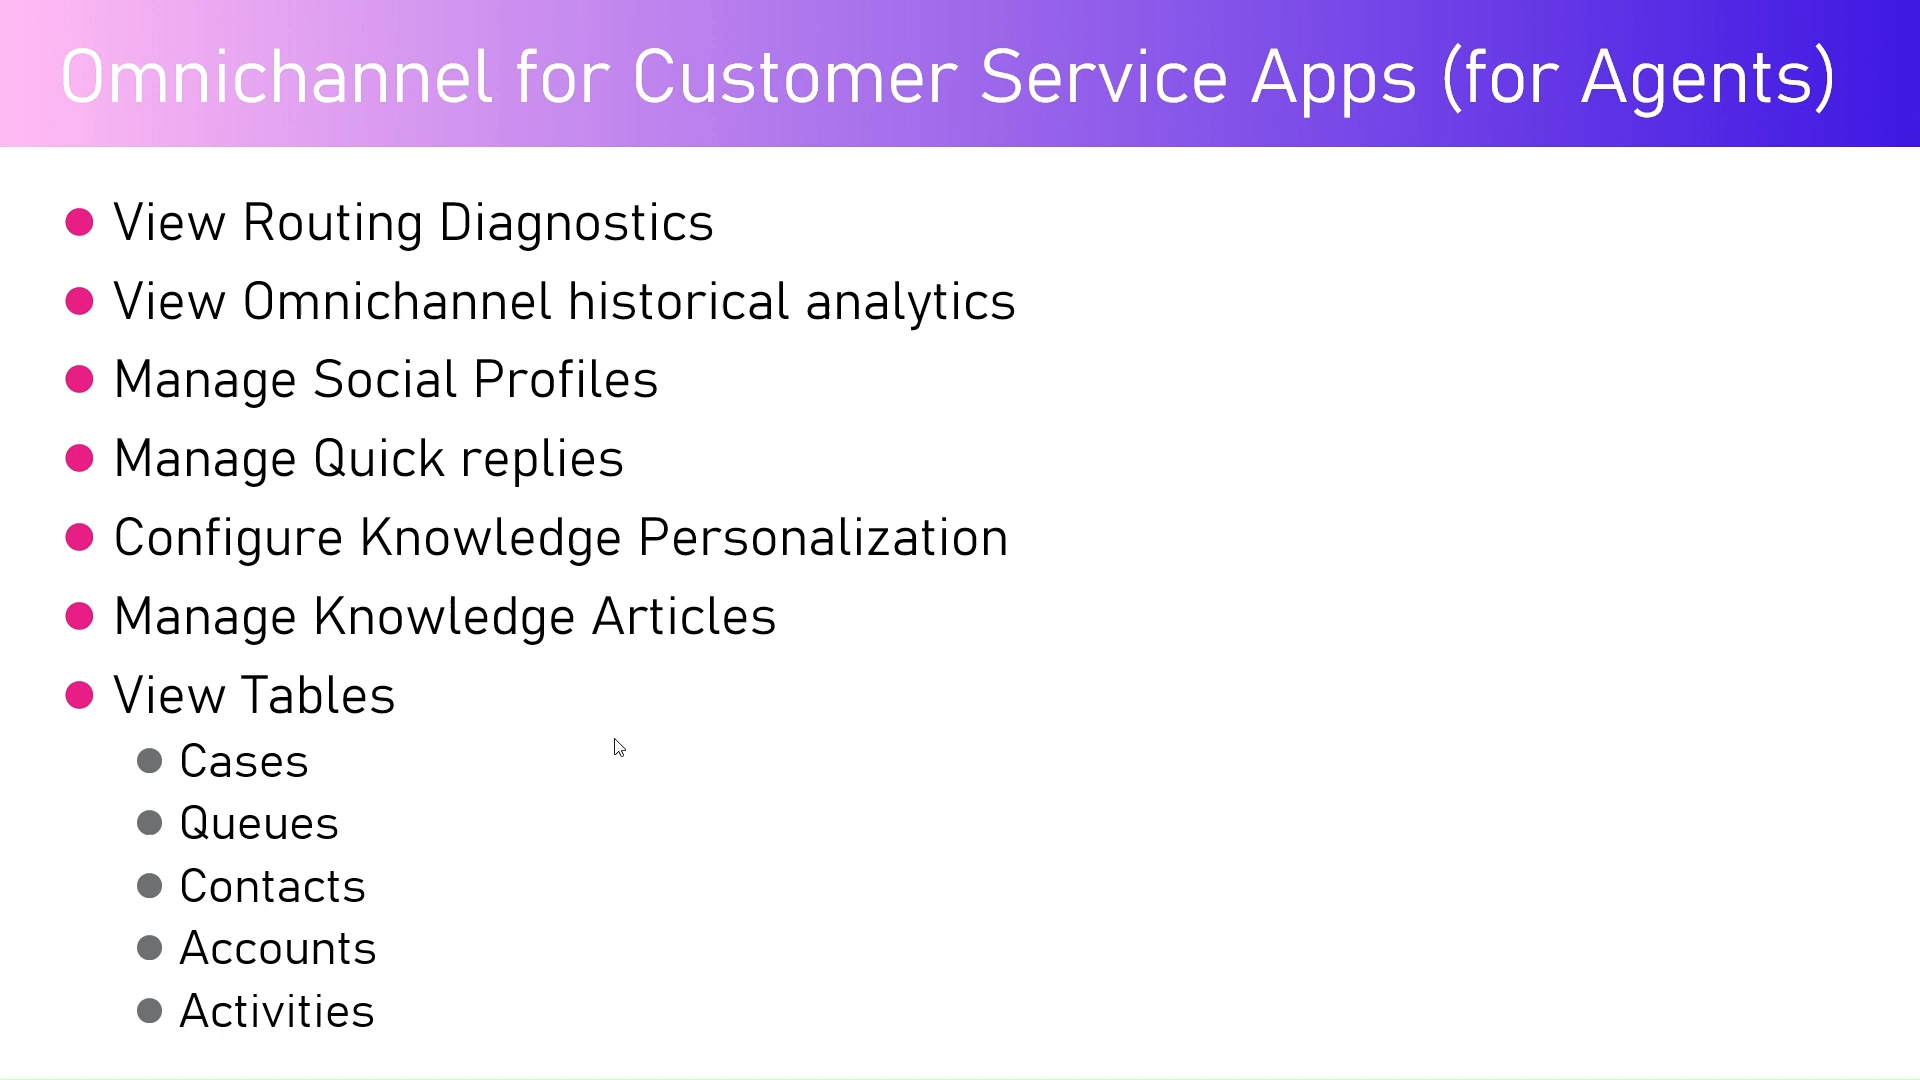 Omnichannel for Customer Service Apps (for Agents)
View Routing Diagnostics
View Omnichannel historical analytics
Manage Social Profiles
Manage Quick replies
Configure Knowledge Personalization
Manage Knowledge Articles
View Tables
Cases
Queues
Contacts
Accounts
Activities